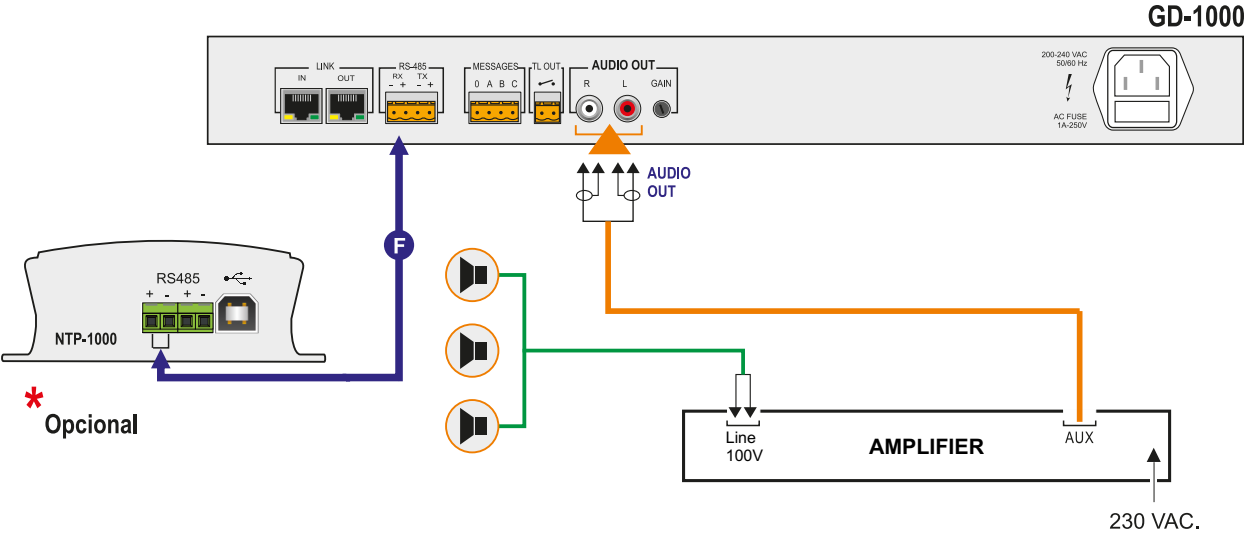 GD-1000
LINK
IN OUT
RS-485
RX TX
- + - +
MESSAGES
0 A B C
TL OUT
AUDIO OUT
R L GAIN
200-240 VAC
50/60 Hz
AC FUSE
1A-250V
AUDIO
OUT
F
RS485
+ - + -
NTP-1000
*
Opcional
Line
100V
AMPLIFIER
AUX
230 VAC.